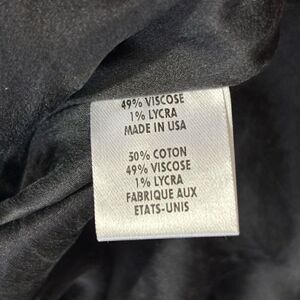 49% VISCOSE
1% LYCRA
MADE IN USA
50% COTON
49% VISCOSE
1% LYCRA
FABRIQUE AUX
ETATS-UNIS